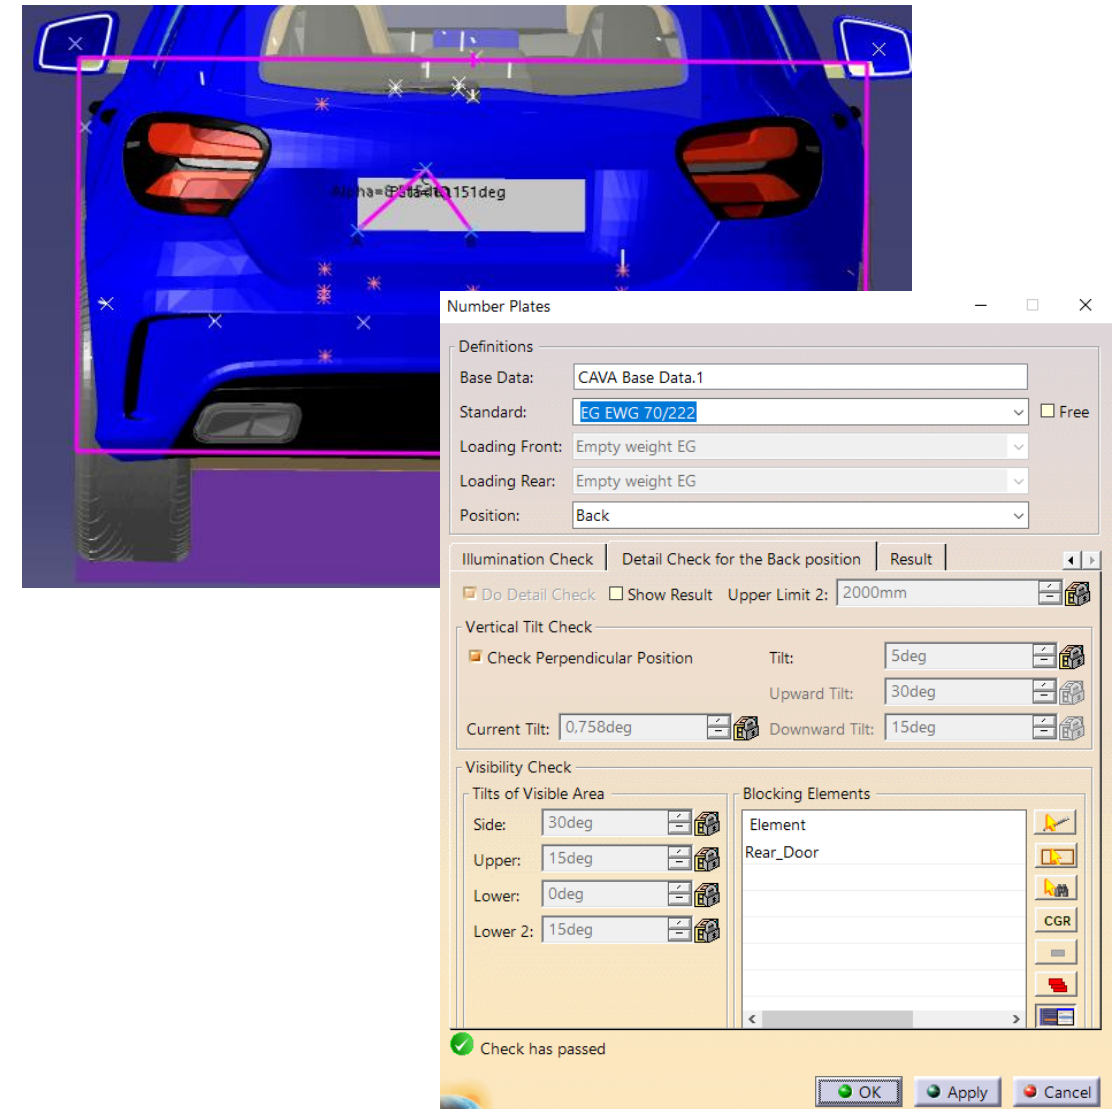 151deg
Number Plates
Definitions
Base Data: CAVA Base Data.1
Standard: EG EWG 70/222 Free
Loading Front: Empty weight EG
Loading Rear: Empty weight EG
Position: Back
Illumination Check Detail Check for the Back position Result
Do Detail Check Show Result Upper Limit 2: 2000mm
Vertical Tilt Check
Check Perpendicular Position Tilt: 5deg
Upward Tilt: 30deg
Current Tilt: 0,758deg Downward Tilt: 15deg
Visibility Check
Tilts of Visible Area Blocking Elements
Side: 30deg Element
Upper: 15deg Rear_Door
Lower: 0deg
Lower 2: 15deg CGR
Check has passed
OK Apply Cancel